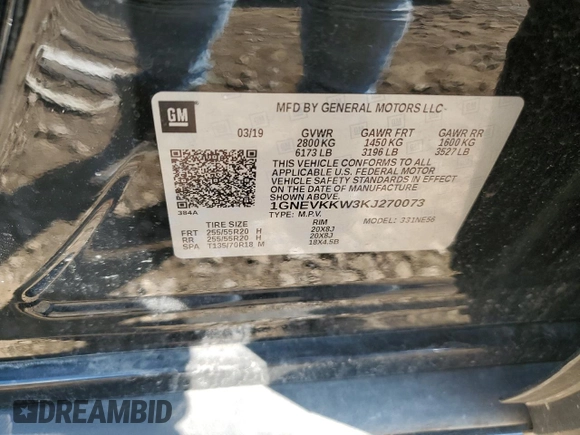 GM
MFD BY GENERAL MOTORS LLC
03/19 GVWR GAWR FRT GAWR RR
2800 KG 1450 KG 1600 KG
6173 LB 3196 LB 3527 LB
THIS VEHICLE CONFORMS TO ALL
APPLICABLE U.S. FEDERAL MOTOR
VEHICLE SAFETY STANDARDS IN
EFFECT ON THE DATE OF MANUFACTURE
SHOWN ABOVE.
384A
1GNEVKKW3KJ270073
TYPE: M.P.V. MODEL: 331NE56
TIRE SIZE RIM
FRT 255/55R20 H 20X8J
RR 255/55R20 H 20X8J
SPA T135/70R18 M 18X4.5B
DREAMBID